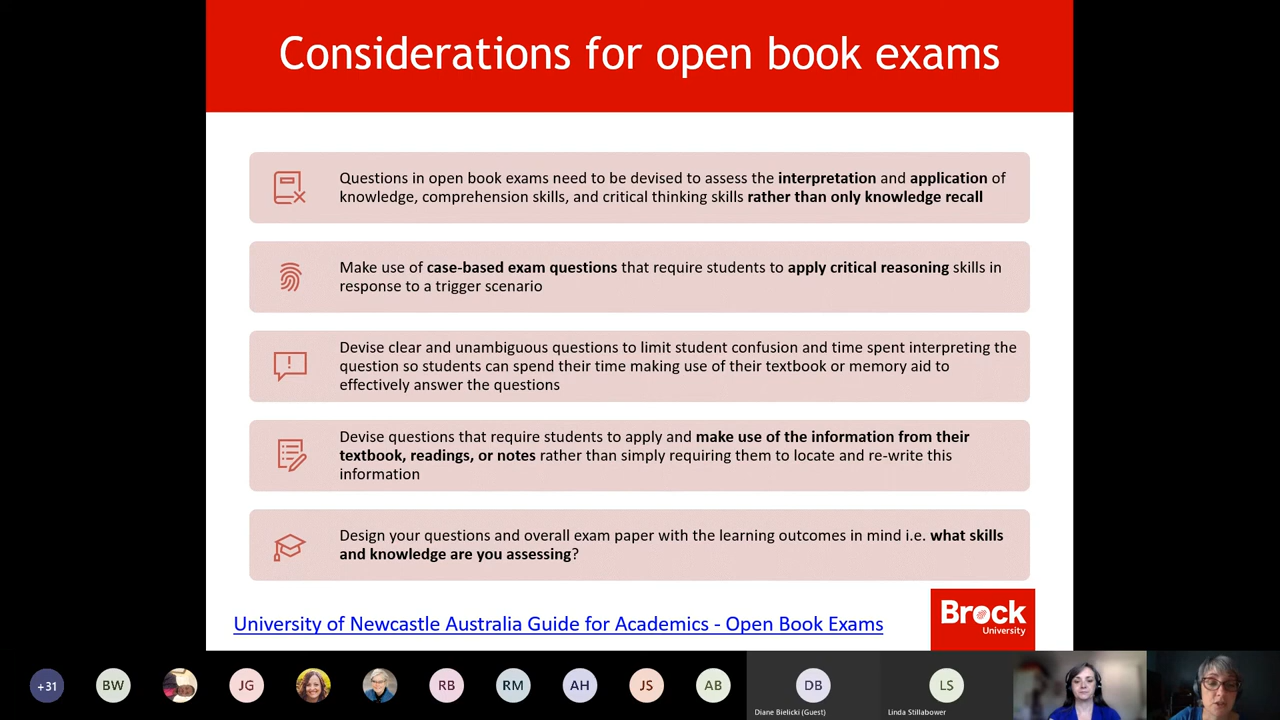 Considerations for open book exams
Questions in open book exams need to be devised to assess the interpretation and application of
knowledge, comprehension skills, and critical thinking skills rather than only knowledge recall
Make use of case-based exam questions that require students to apply critical reasoning skills in
response to a trigger scenario
Devise clear and unambiguous questions to limit student confusion and time spent interpreting the
question so students can spend their time making use of their textbook or memory aid to
effectively answer the questions
Devise questions that require students to apply and make use of the information from their
textbook, readings, or notes rather than simply requiring them to locate and re-write this
information
Design your questions and overall exam paper with the learning outcomes in mind i.e. what skills
and knowledge are you assessing?
University of Newcastle Australia Guide for Academics - Open Book Exams
Brock
University
+31 BW JG RB RM AH JS AB DB LS
Diane Bielicki (Guest) Linda Stillabower